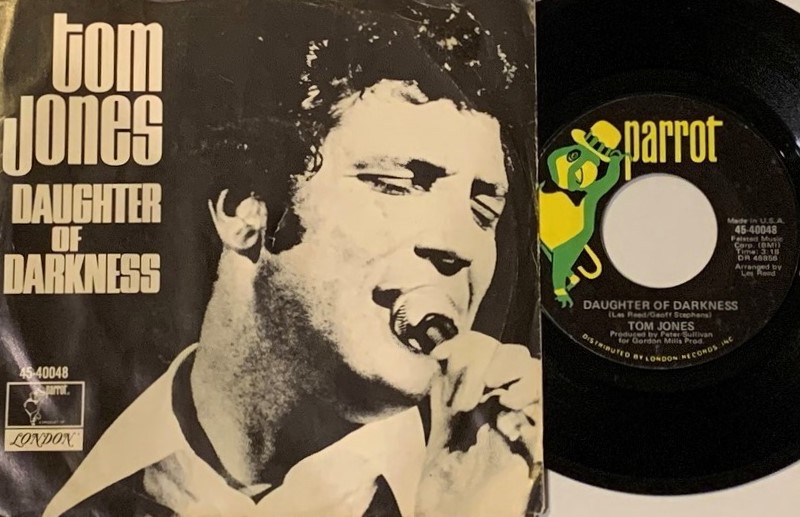 tom
Jones
DAUGHTER
OF
DARKNESS
45-40048
parrot
LONDON
parrot
Made in U.S.A.
45-40048
Felsted Music
Corp. (BMI)
Time: 3:18
DR 48856
Arranged by
Les Reed
DAUGHTER OF DARKNESS
(Les Reed/Geoff Stephens)
TOM JONES
Produced by Peter Sullivan
for Gordon Mills Prod.
DISTRIBUTED BY LONDON RECORDS, INC